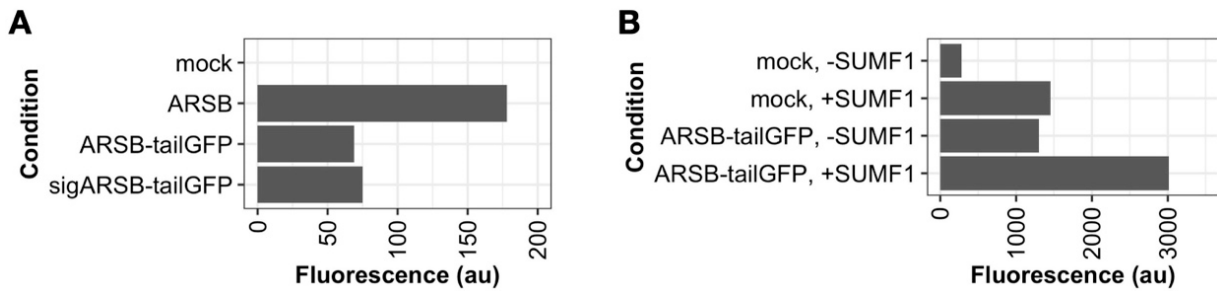 A
Condition
mock
ARSB
ARSB-tailGFP
sigARSB-tailGFP
0
50
100
150
200
Fluorescence (au)
B
Condition
mock, -SUMF1
mock, +SUMF1
ARSB-tailGFP, -SUMF1
ARSB-tailGFP, +SUMF1
0
1000
2000
3000
Fluorescence (au)